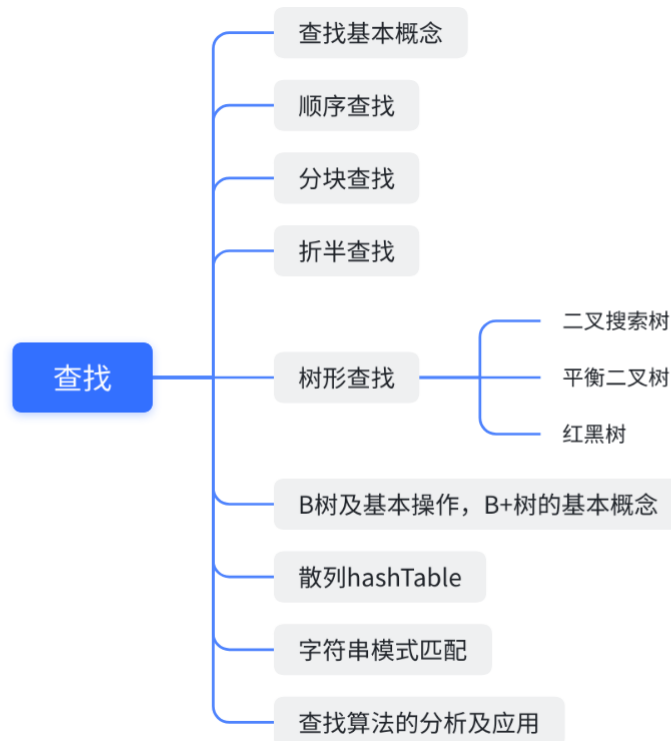 查找
查找基本概念
顺序查找
分块查找
折半查找
树形查找
二叉搜索树
平衡二叉树
红黑树
B树及基本操作，B+树的基本概念
散列hashTable
字符串模式匹配
查找算法的分析及应用